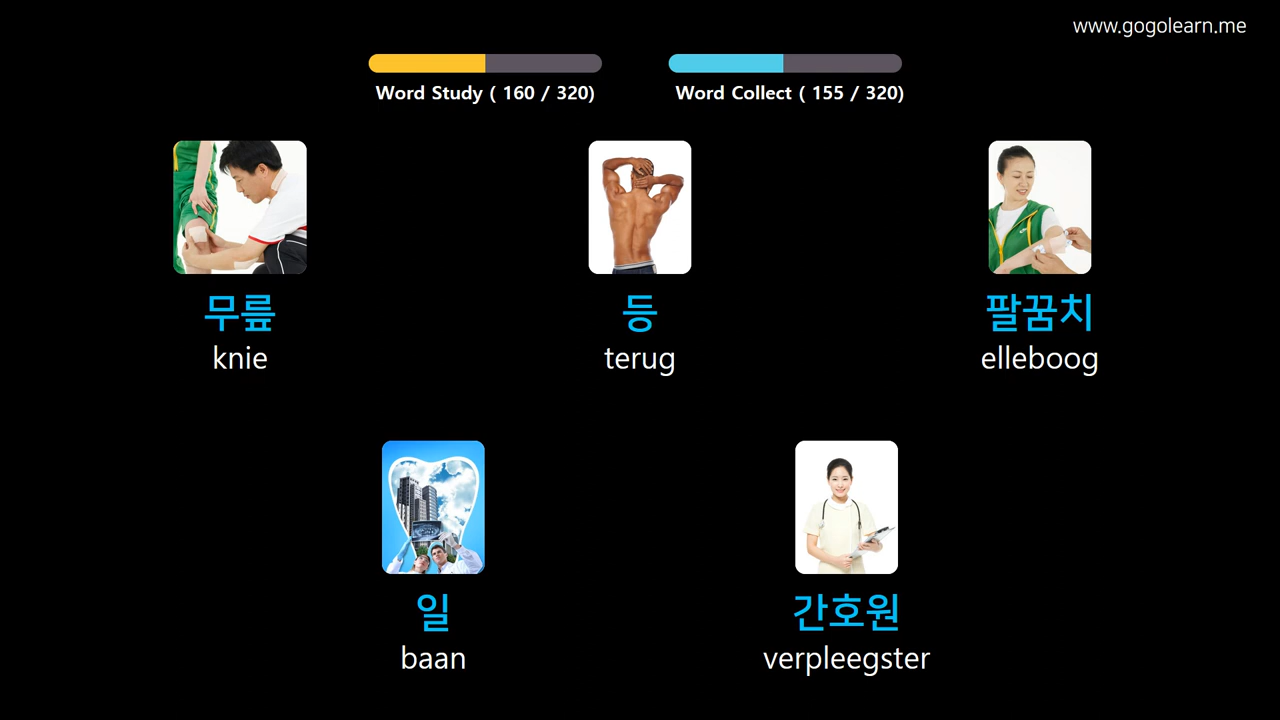 www.gogolearn.me
Word Study ( 160 / 320)
Word Collect ( 155 / 320)
무릎
knie
등
terug
팔꿈치
elleboog
일
baan
간호원
verpleegster